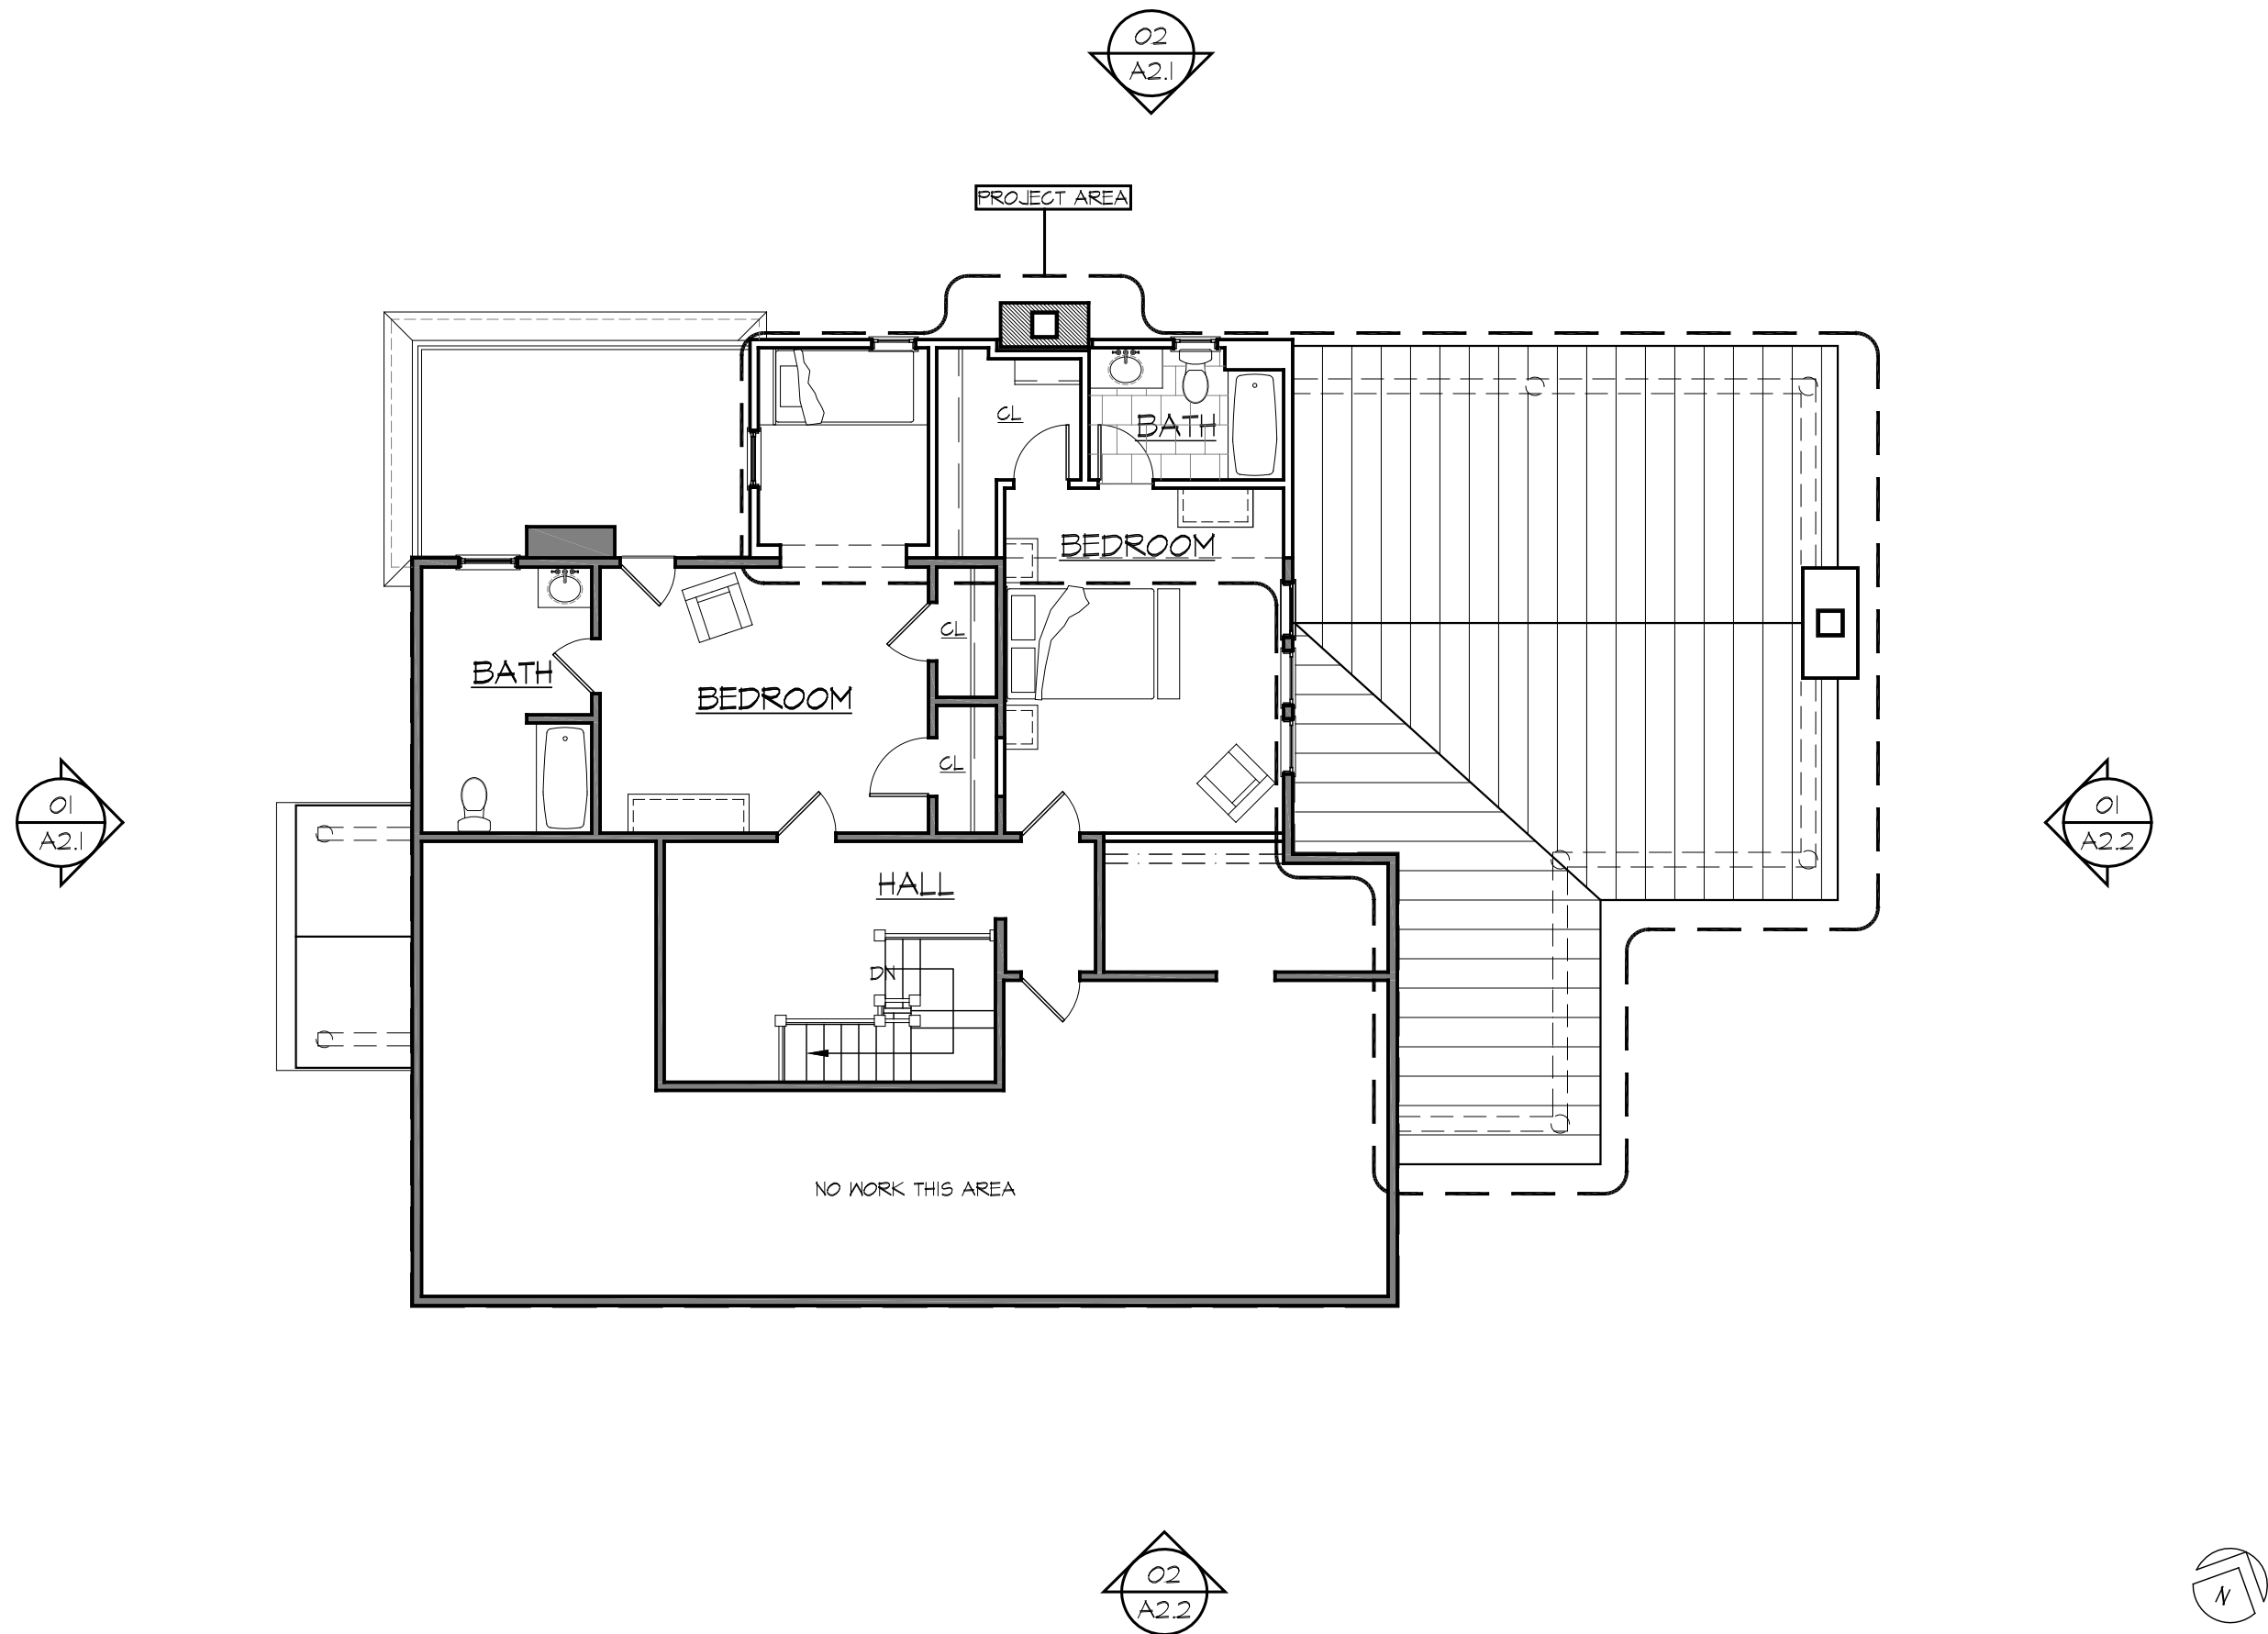 02
A2.1
PROJECT AREA
CL
BATH
BEDROOM
CL
BATH
BEDROOM
CL
01
A2.1
01
A2.2
HALL
DN
NO WORK THIS AREA
02
A2.2
N